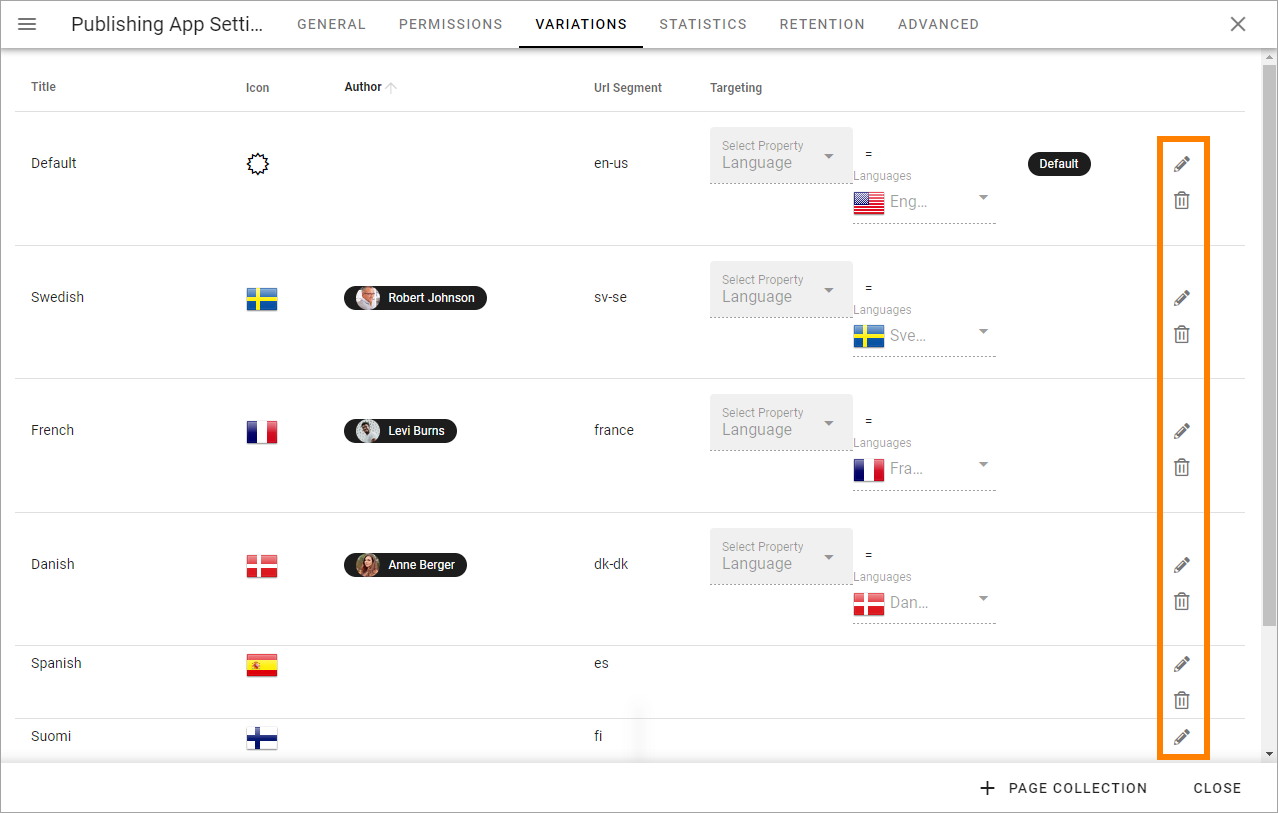 Publishing App Setti... GENERAL PERMISSIONS VARIATIONS STATISTICS RETENTION ADVANCED
Title Icon Author Url Segment Targeting
Default en-us Select Property = Default
Language Languages
Eng...
Swedish Robert Johnson sv-se Select Property =
Language Languages
Sve...
French Levi Burns france Select Property =
Language Languages
Fra...
Danish Anne Berger dk-dk Select Property =
Language Languages
Dan...
Spanish es
Suomi fi
+ PAGE COLLECTION CLOSE